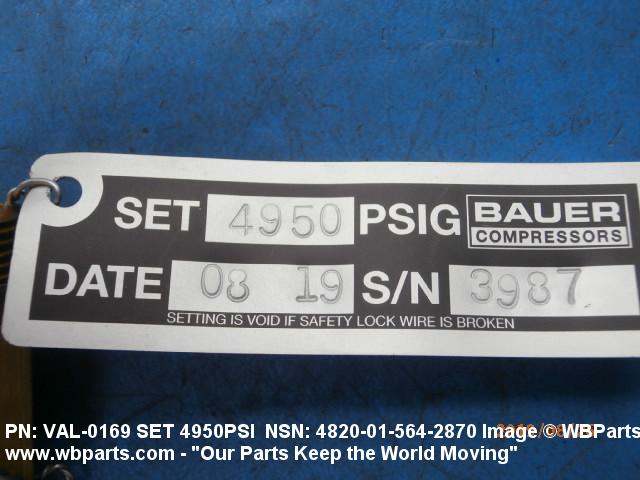 SET 4950 PSIG BAUER
COMPRESSORS
DATE 08 19 S/N 3987
SETTING IS VOID IF SAFETY LOCK WIRE IS BROKEN
PN: VAL-0169 SET 4950PSI NSN: 4820-01-564-2870 Image © WBParts
www.wbparts.com - "Our Parts Keep the World Moving"